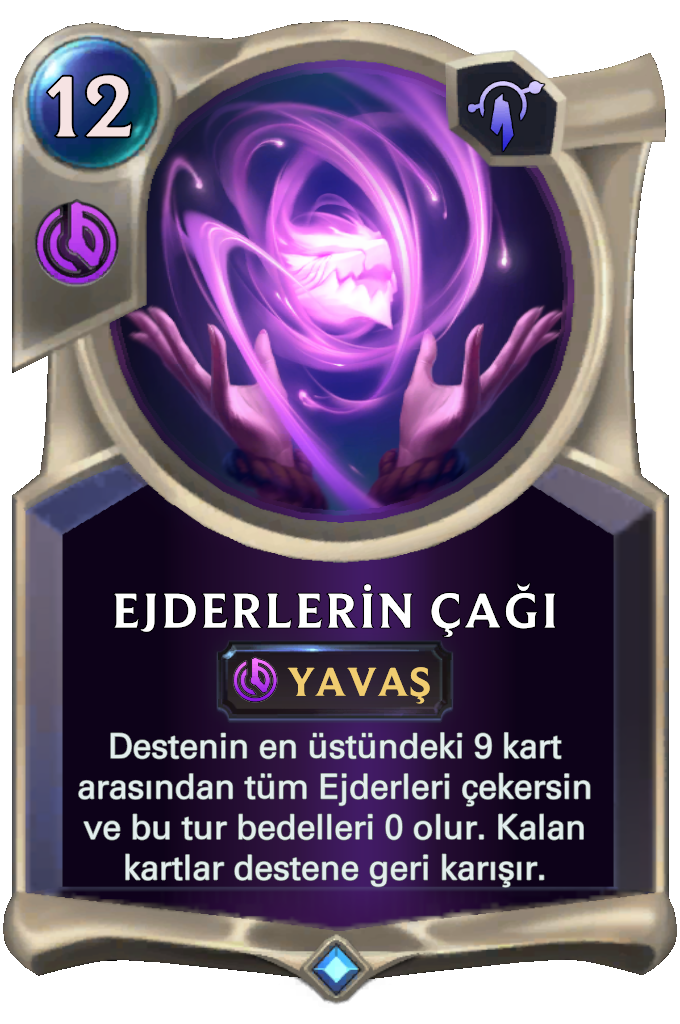 12
EJDERLERİN ÇAĞI
YAVAŞ
Destenin en üstündeki 9 kart
arasından tüm Ejderleri çekersin
ve bu tur bedelleri 0 olur. Kalan
kartlar destene geri karışır.